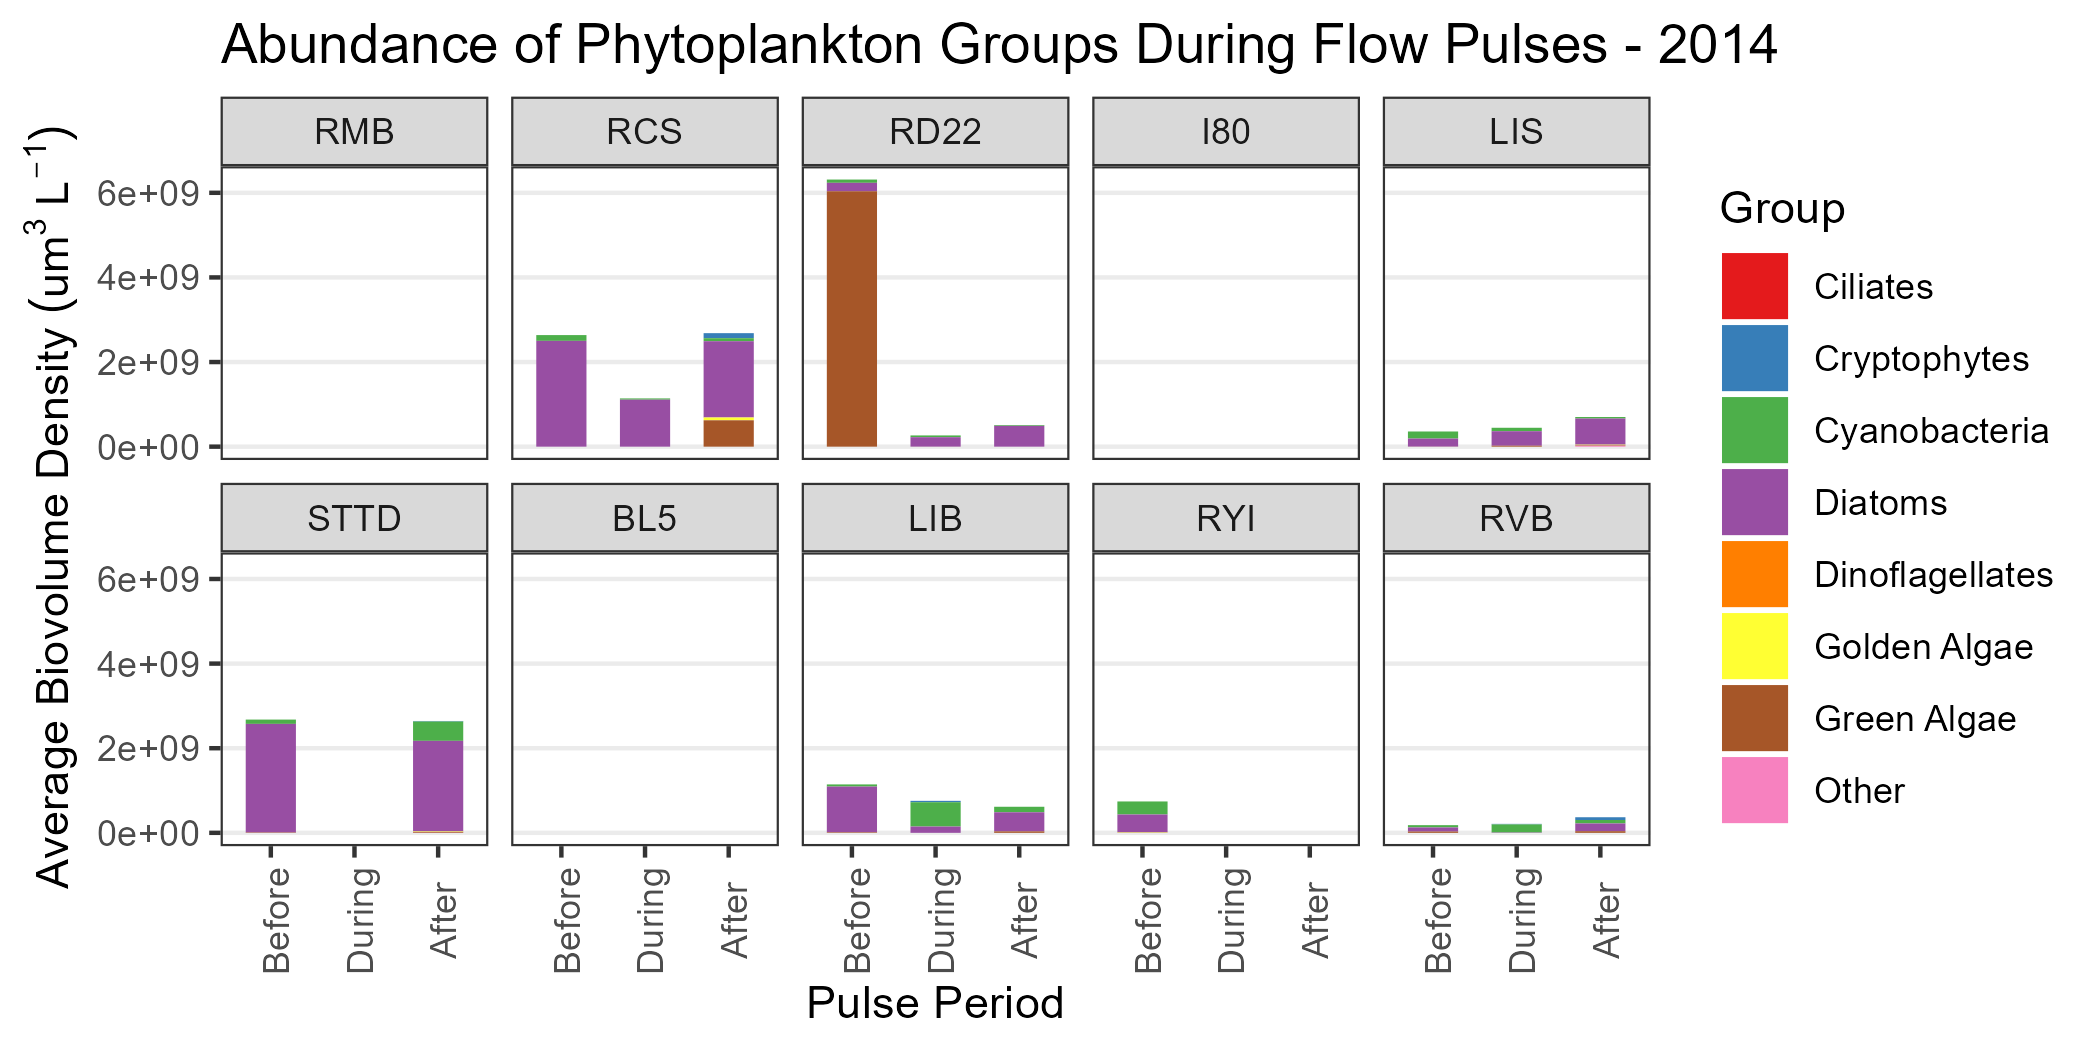 Abundance of Phytoplankton Groups During Flow Pulses - 2014
Average Biovolume Density (um³ L⁻¹)
RMB RCS RD22 I80 LIS
6e+09
4e+09
2e+09
0e+00
STTD BL5 LIB RYI RVB
6e+09
4e+09
2e+09
0e+00
Before During After Before During After Before During After Before During After Before During After
Pulse Period
Group
Ciliates
Cryptophytes
Cyanobacteria
Diatoms
Dinoflagellates
Golden Algae
Green Algae
Other